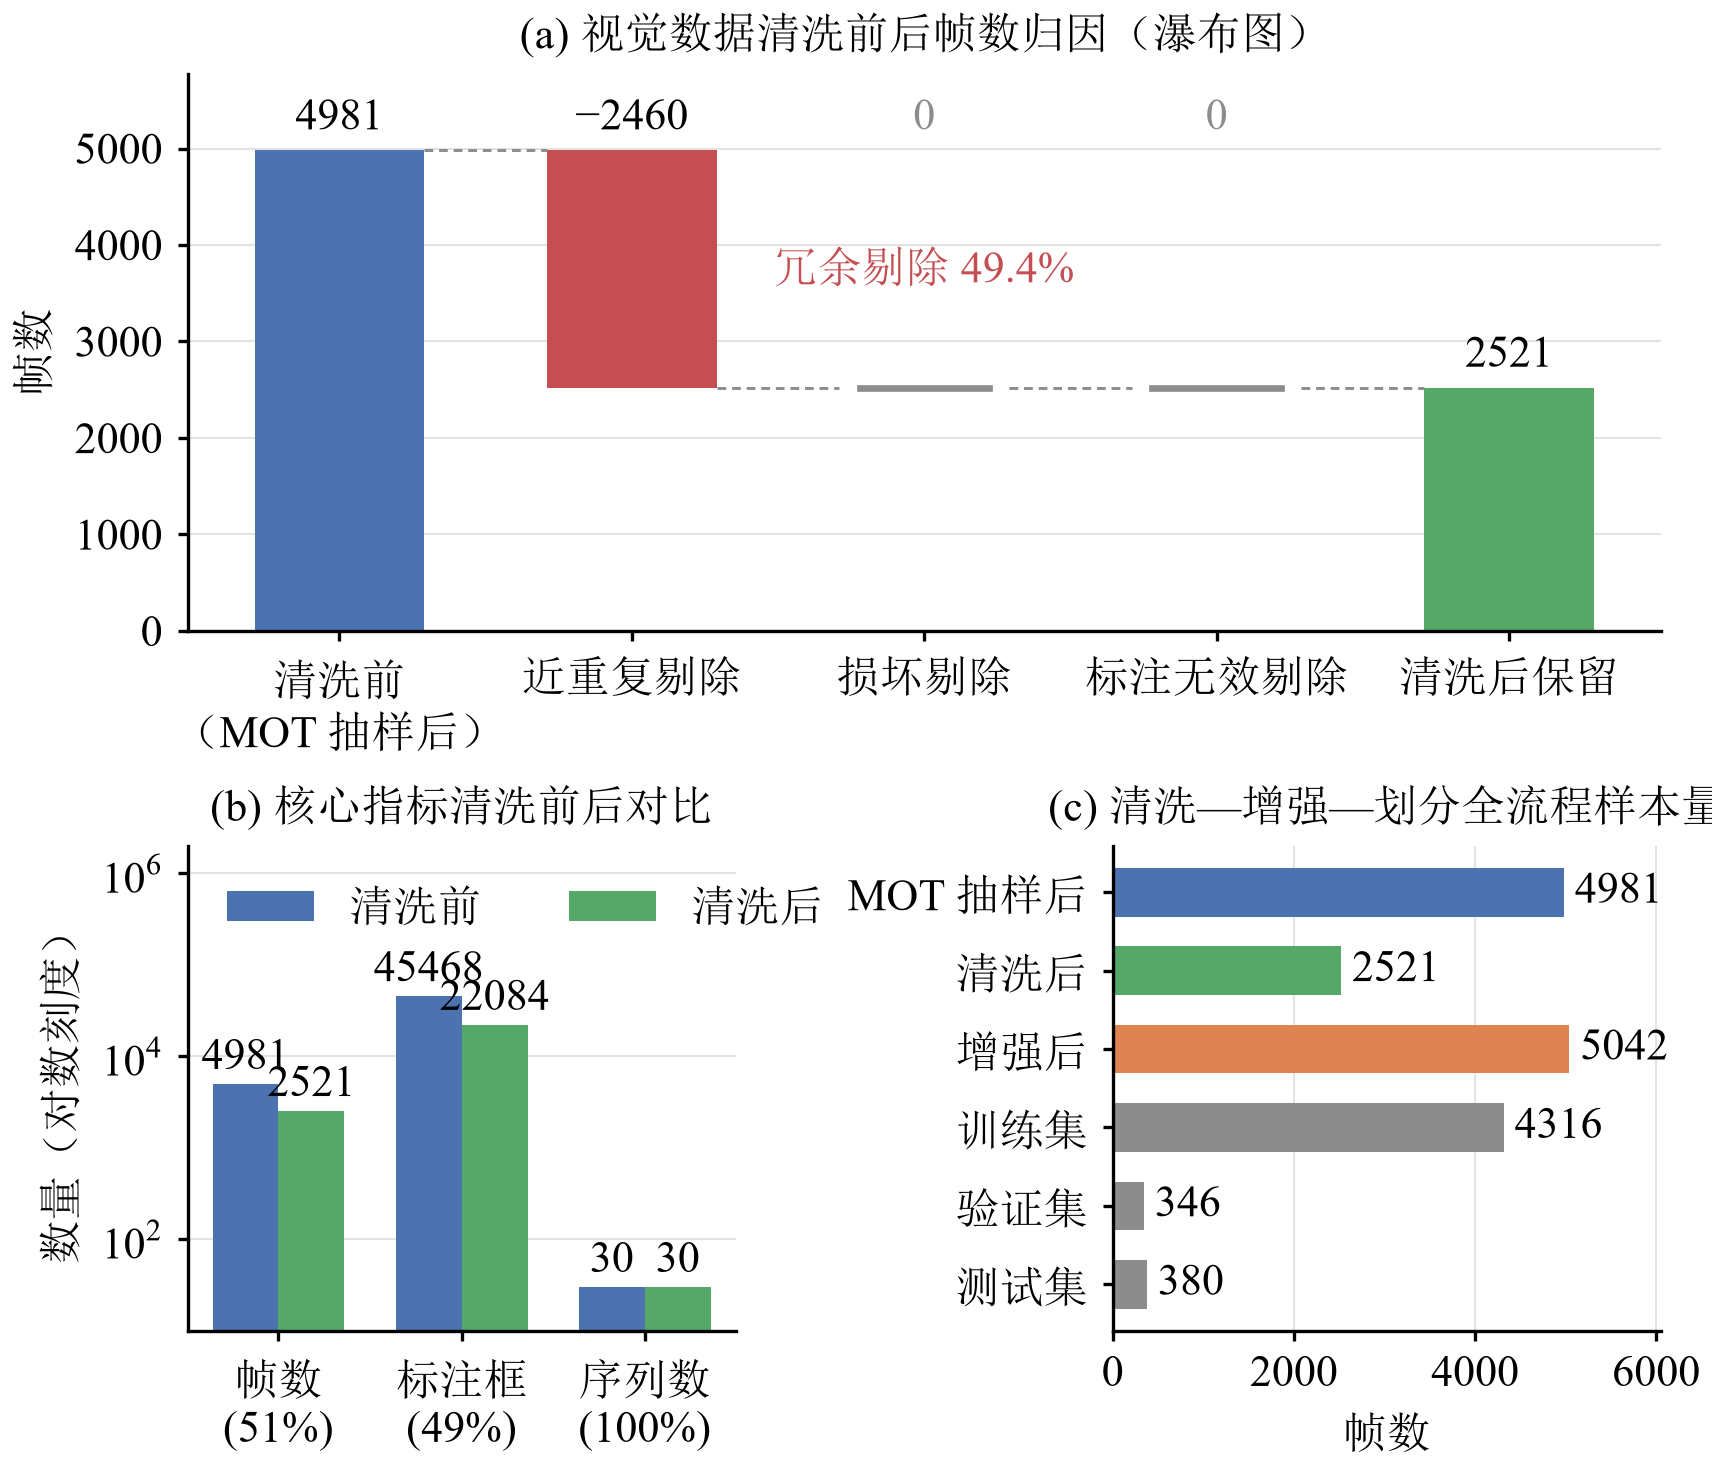 (a) 视觉数据清洗前后帧数归因（瀑布图）
4981
−2460
0
0
5000
4000
3000
2000
1000
0
帧数
冗余剔除 49.4%
2521
清洗前
（MOT 抽样后）
近重复剔除
损坏剔除
标注无效剔除
清洗后保留
(b) 核心指标清洗前后对比
10^6
10^4
10^2
数量（对数刻度）
清洗前
清洗后
4981
2521
45468
22084
30
30
帧数
(51%)
标注框
(49%)
序列数
(100%)
(c) 清洗—增强—划分全流程样本量
MOT 抽样后
4981
清洗后
2521
增强后
5042
训练集
4316
验证集
346
测试集
380
0
2000
4000
6000
帧数